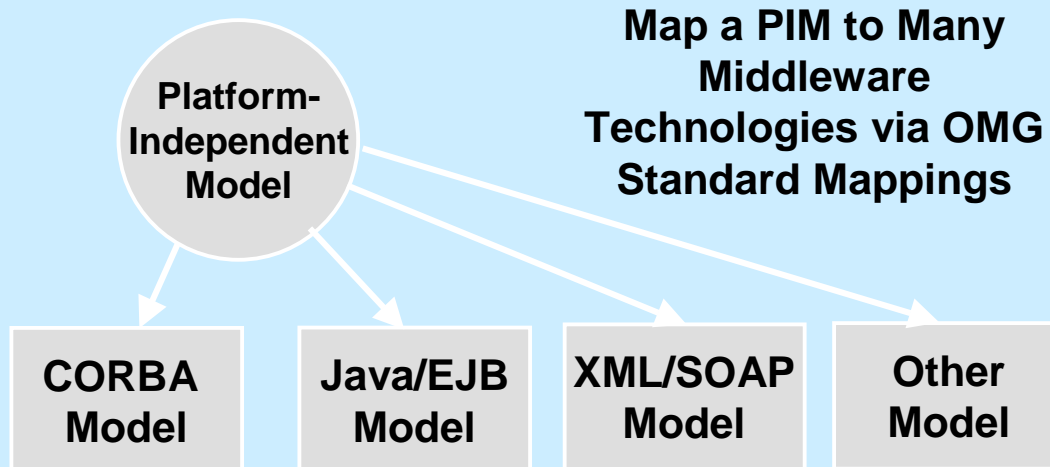 Map a PIM to Many
Middleware
Technologies via OMG
Standard Mappings
Platform-
Independent
Model
CORBA
Model
Java/EJB
Model
XML/SOAP
Model
Other
Model